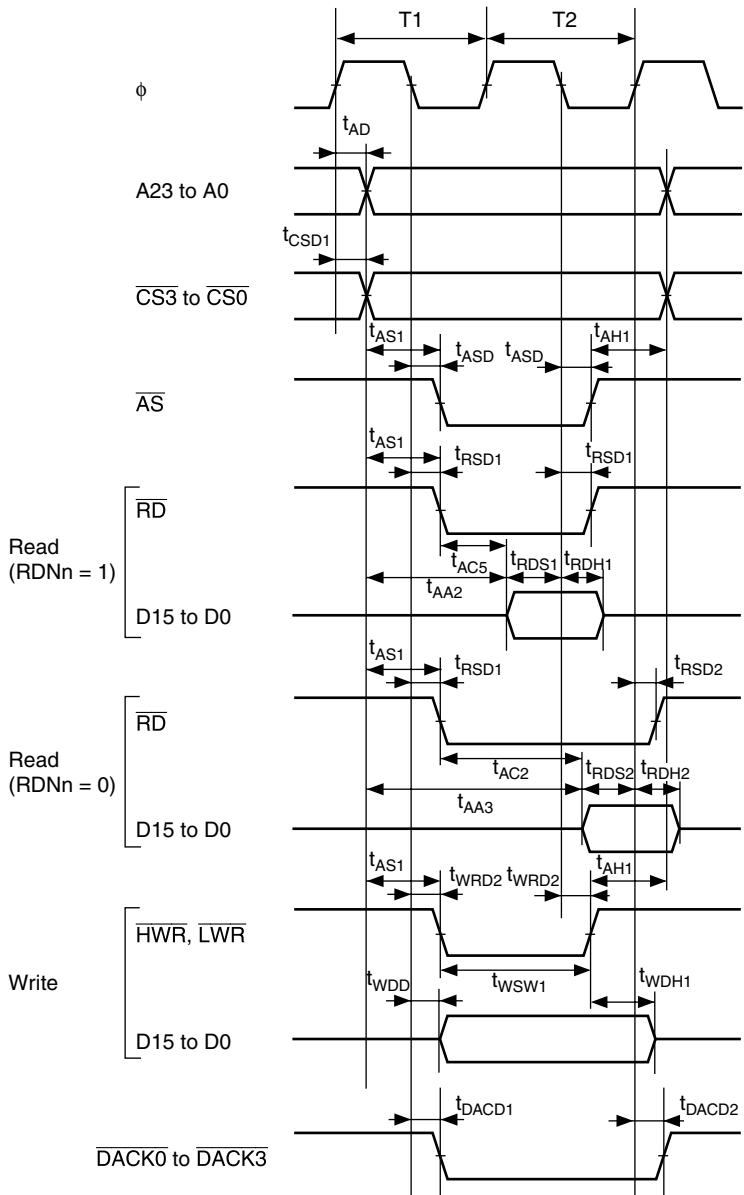 T1 T2
φ
tAD
A23 to A0
tCSD1
CS3 to CS0
tAS1 tASD tASD tAH1
AS
tAS1 tRSD1 tRSD1
RD
Read
(RDNn = 1)
tAC5 tRDS1 tRDH1
tAA2
D15 to D0
tAS1 tRSD1 tRSD2
RD
Read
(RDNn = 0)
tAC2 tRDS2 tRDH2
tAA3
D15 to D0
tAS1 tWRD2 tWRD2 tAH1
HWR, LWR
Write
tWDD tWSW1 tWDH1
D15 to D0
tDACD1 tDACD2
DACK0 to DACK3